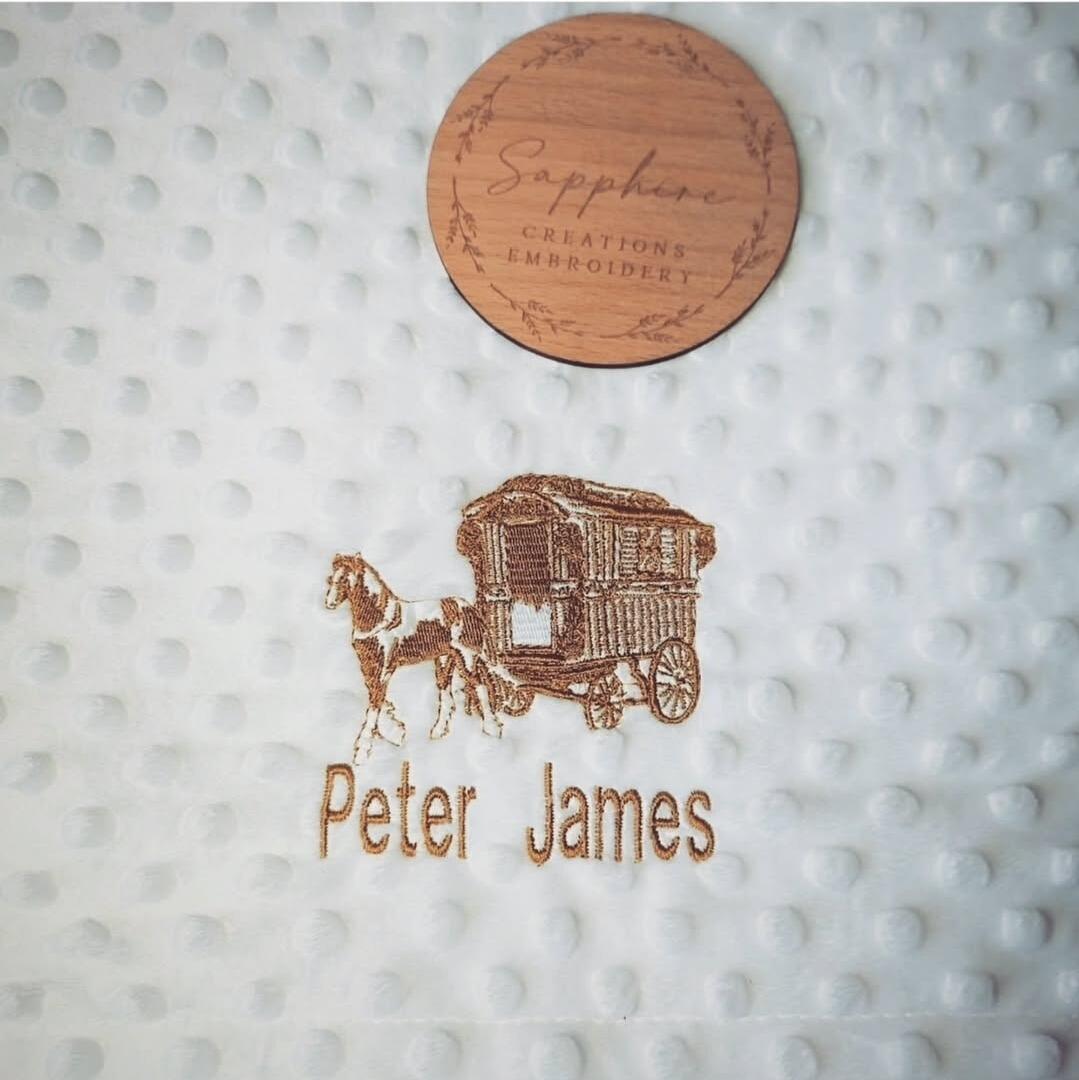 Sapphire
CREATIONS
EMBROIDERY
Peter James